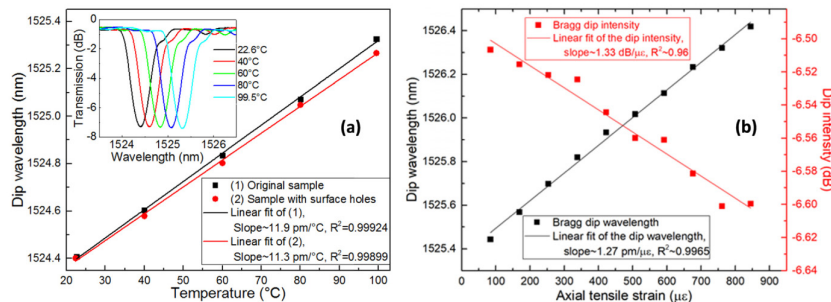 Transmission (dB)
0
-2
-4
-6
-8
1524 1525 1526
Wavelength (nm)
22.6°C
40°C
60°C
80°C
99.5°C
Dip wavelength (nm)
1525.4
1525.2
1525.0
1524.8
1524.6
1524.4
(a)
(1) Original sample
(2) Sample with surface holes
Linear fit of (1),
Slope~11.9 pm/°C, R²=0.99924
Linear fit of (2),
Slope~11.3 pm/°C, R²=0.99899
20 30 40 50 60 70 80 90 100
Temperature (°C)
Dip wavelength (nm)
1526.4
1526.2
1526.0
1525.8
1525.6
1525.4
Bragg dip intensity
Linear fit of the dip intensity,
slope~1.33 dB/με, R²~0.96
(b)
Bragg dip wavelength
Linear fit of the dip wavelength,
slope~1.27 pm/με, R²~0.9965
0 100 200 300 400 500 600 700 800 900
Axial tensile strain (με)
-6.50
-6.52
-6.54
-6.56
-6.58
-6.60
-6.62
-6.64
Dip intensity (dB)